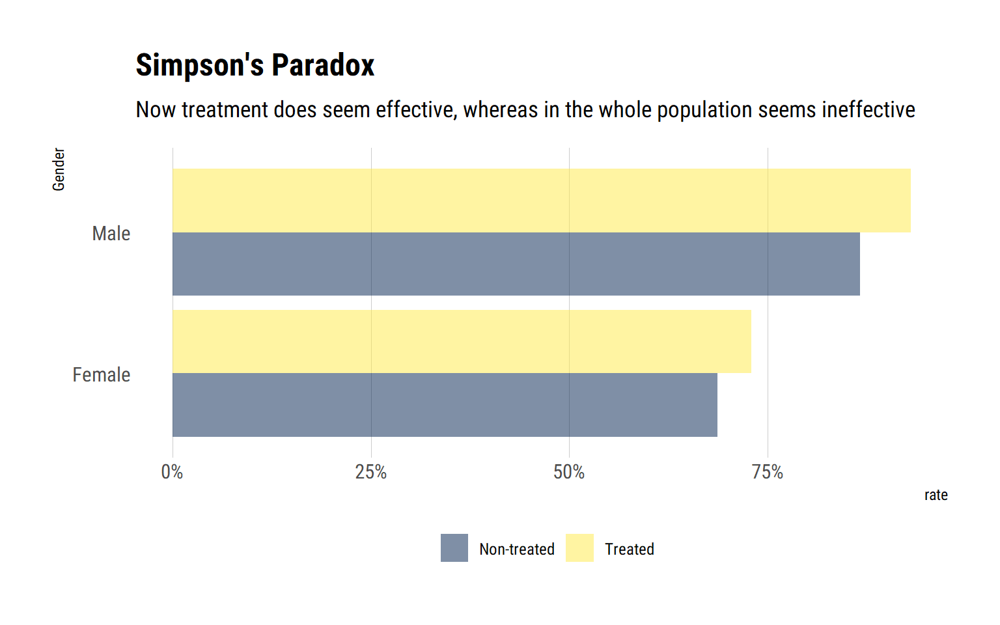 Simpson's Paradox
Now treatment does seem effective, whereas in the whole population seems ineffective
Gender
Male
Female
0% 25% 50% 75%
rate
Non-treated Treated